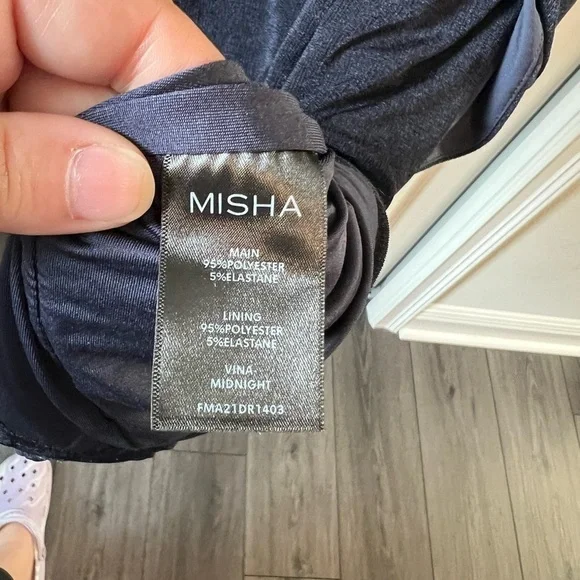 MISHA
MAIN
95%POLYESTER
5%ELASTANE
LINING
95%POLYESTER
5%ELASTANE
VINA
MIDNIGHT
FMA21DR1403